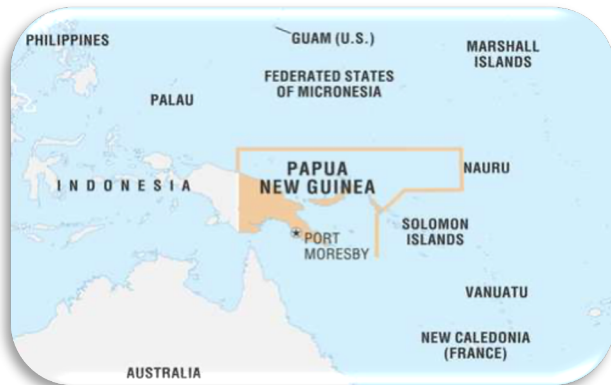 PHILIPPINES
GUAM (U.S.)
MARSHALL
ISLANDS
FEDERATED STATES
OF MICRONESIA
PALAU
PAPUA
NEW GUINEA
NAURU
INDONESIA
SOLOMON
ISLANDS
PORT
MORESBY
VANUATU
NEW CALEDONIA
(FRANCE)
AUSTRALIA